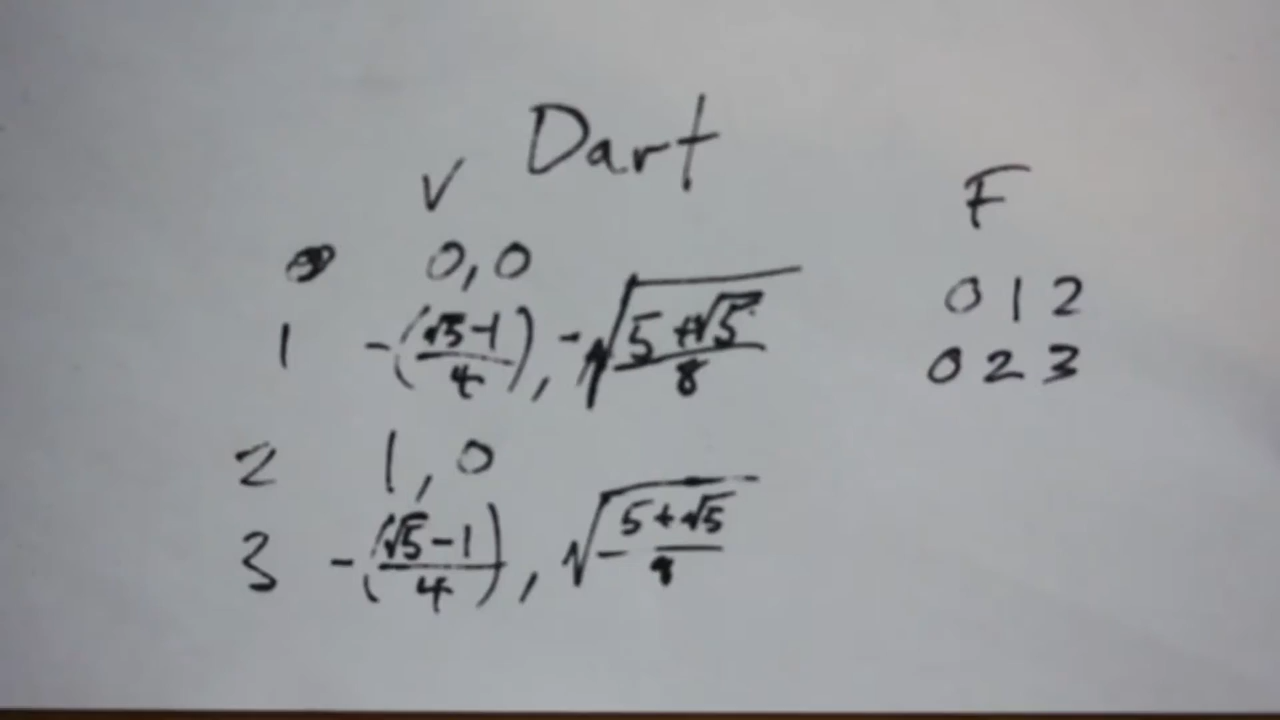 Dart
V F
0 0, 0
1 -(√5-1/4), -√(5+√5/8) 0 1 2
2 1, 0 0 2 3
3 -(√5-1/4), √(-5+√5/8)